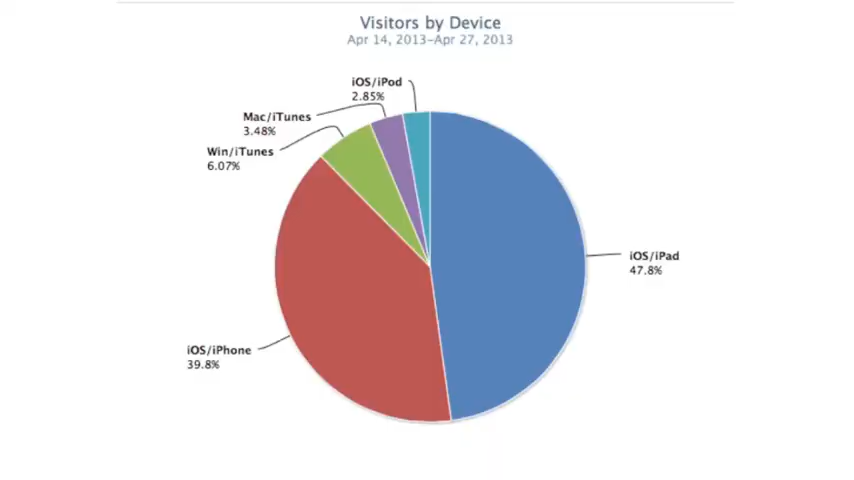 Visitors by Device
Apr 14, 2013–Apr 27, 2013
iOS/iPod
2.85%
Mac/iTunes
3.48%
Win/iTunes
6.07%
iOS/iPad
47.8%
iOS/iPhone
39.8%